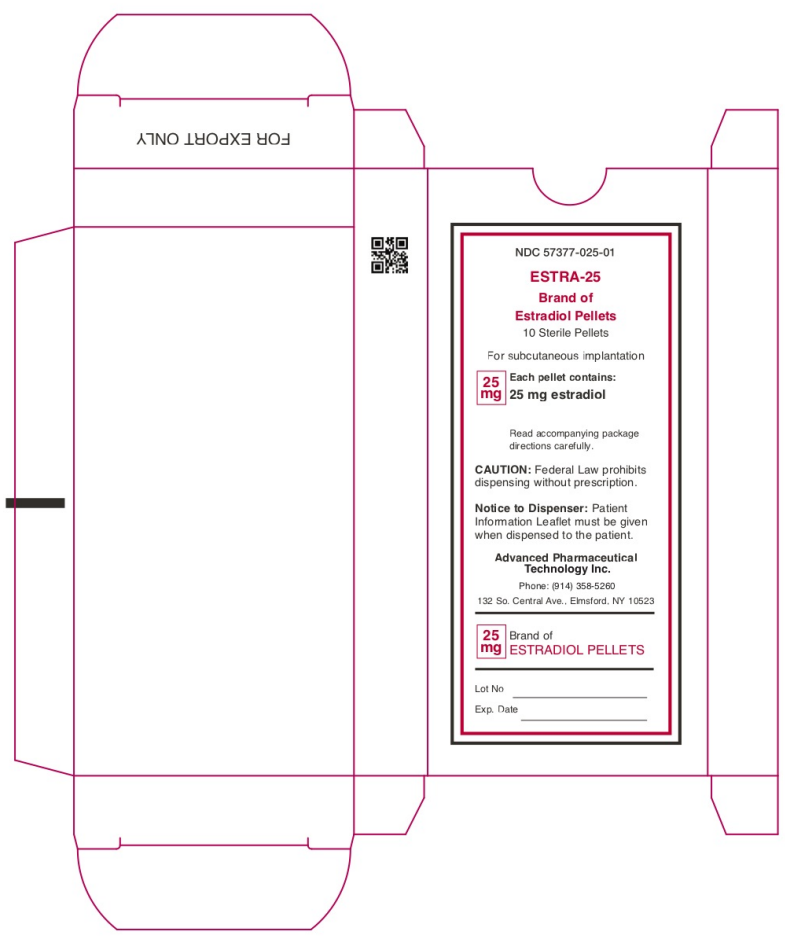 FOR EXPORT ONLY
NDC 57377-025-01
ESTRA-25
Brand of
Estradiol Pellets
10 Sterile Pellets
For subcutaneous implantation
25
mg
Each pellet contains:
25 mg estradiol
Read accompanying package
directions carefully.
CAUTION: Federal Law prohibits
dispensing without prescription.
Notice to Dispenser: Patient
Information Leaflet must be given
when dispensed to the patient.
Advanced Pharmaceutical
Technology Inc.
Phone: (914) 358-5260
132 So. Central Ave., Elmsford, NY 10523
25
mg
Brand of
ESTRADIOL PELLETS
Lot No
Exp. Date